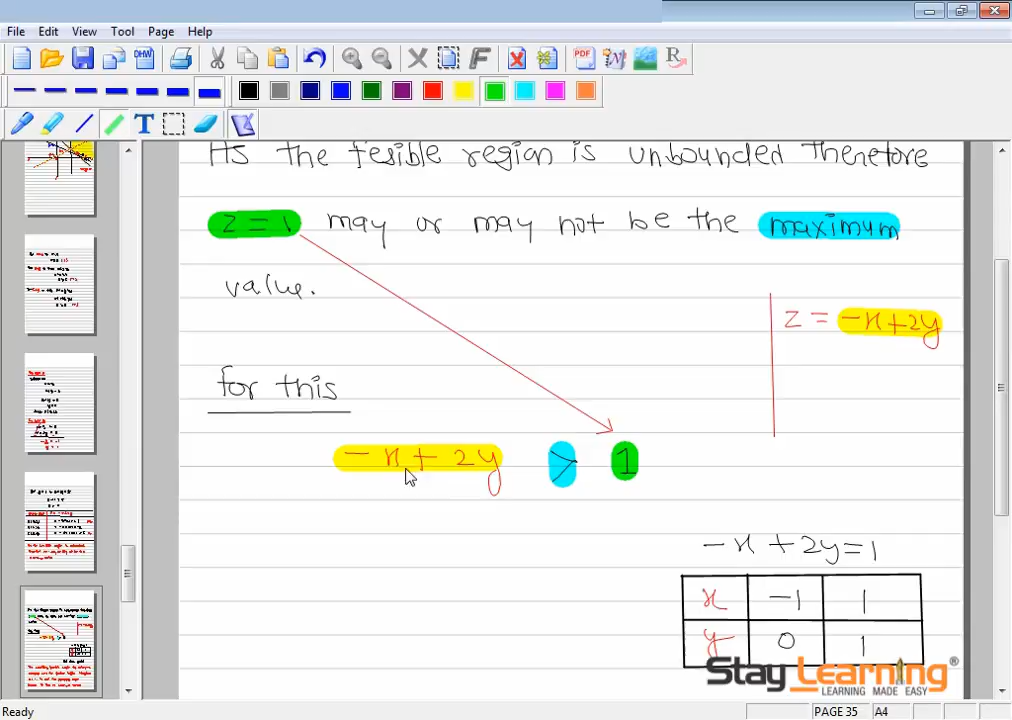 File Edit View Tool Page Help
As the fesible region is unbounded Therefore
z = 1 may or may not be the maximum
value.
z = -x+2y
for this
-x + 2y > 1
-x + 2y = 1
x -1 1
y 0 1
Stay Learning®
LEARNING MADE EASY
Ready PAGE 35 A4